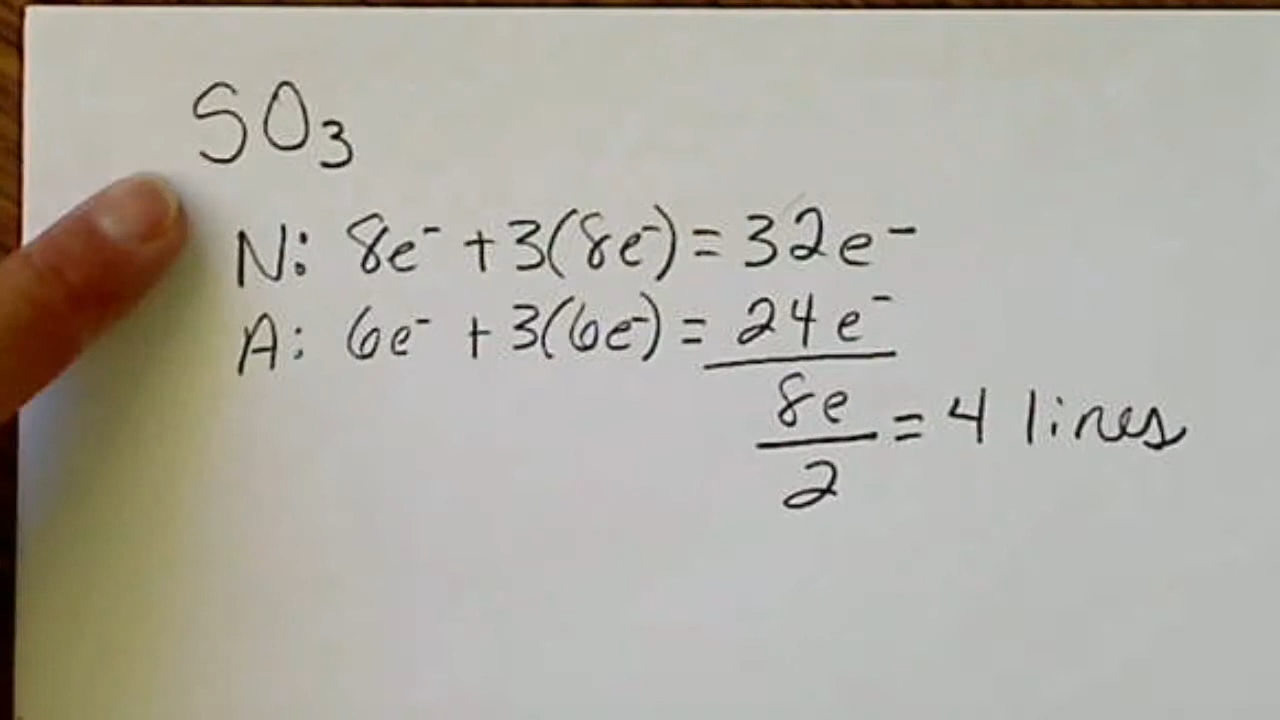 SO₃
N: 8e⁻ + 3(8e⁻) = 32e⁻
A: 6e⁻ + 3(6e⁻) = 24e⁻
8e/2 = 4 lines